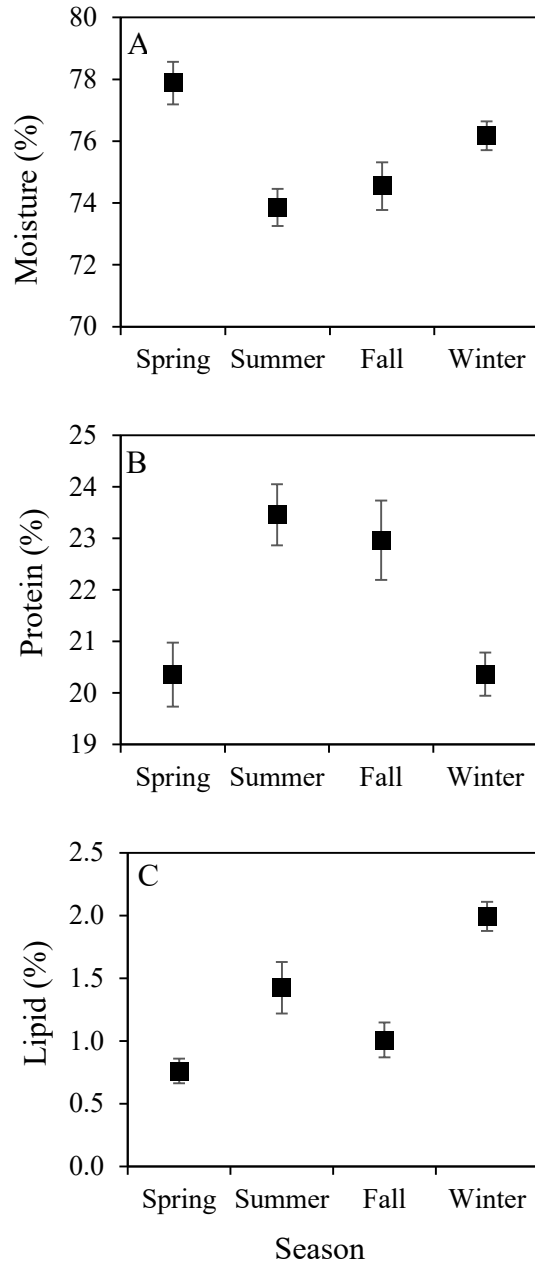 A
Moisture (%)
80
78
76
74
72
70
Spring Summer Fall Winter
B
Protein (%)
25
24
23
22
21
20
19
Spring Summer Fall Winter
C
Lipid (%)
2.5
2.0
1.5
1.0
0.5
0.0
Spring Summer Fall Winter
Season